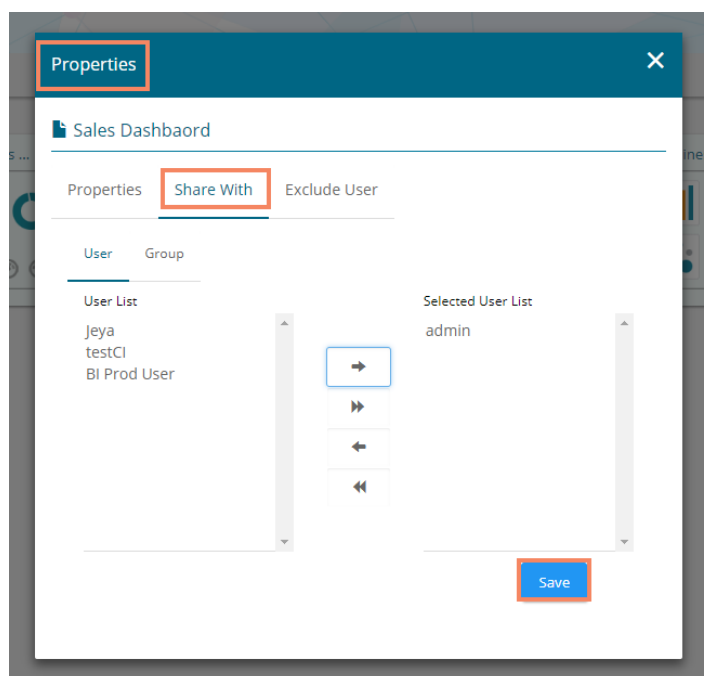 Properties
Sales Dashbaord
s ...
ine
Properties Share With Exclude User
User Group
User List Selected User List
Jeya admin
testCI
BI Prod User
Save